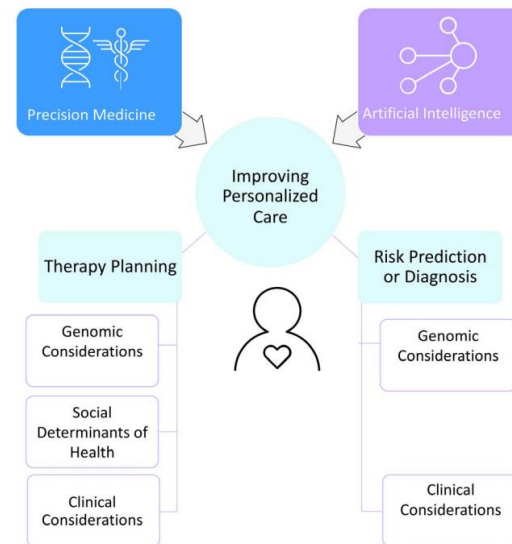 Precision Medicine
Artificial Intelligence
Improving
Personalized
Care
Therapy Planning
Risk Prediction
or Diagnosis
Genomic
Considerations
Social
Determinants of
Health
Clinical
Considerations
Genomic
Considerations
Clinical
Considerations